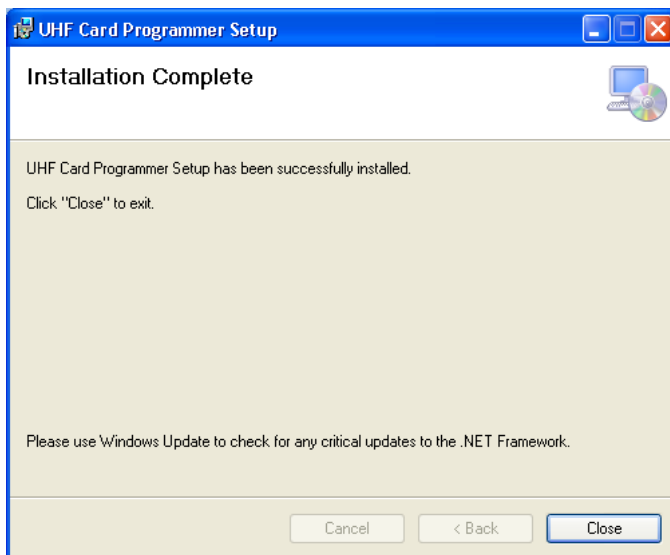 UHF Card Programmer Setup
Installation Complete
UHF Card Programmer Setup has been successfully installed.
Click "Close" to exit.
Please use Windows Update to check for any critical updates to the .NET Framework.
Cancel
< Back
Close